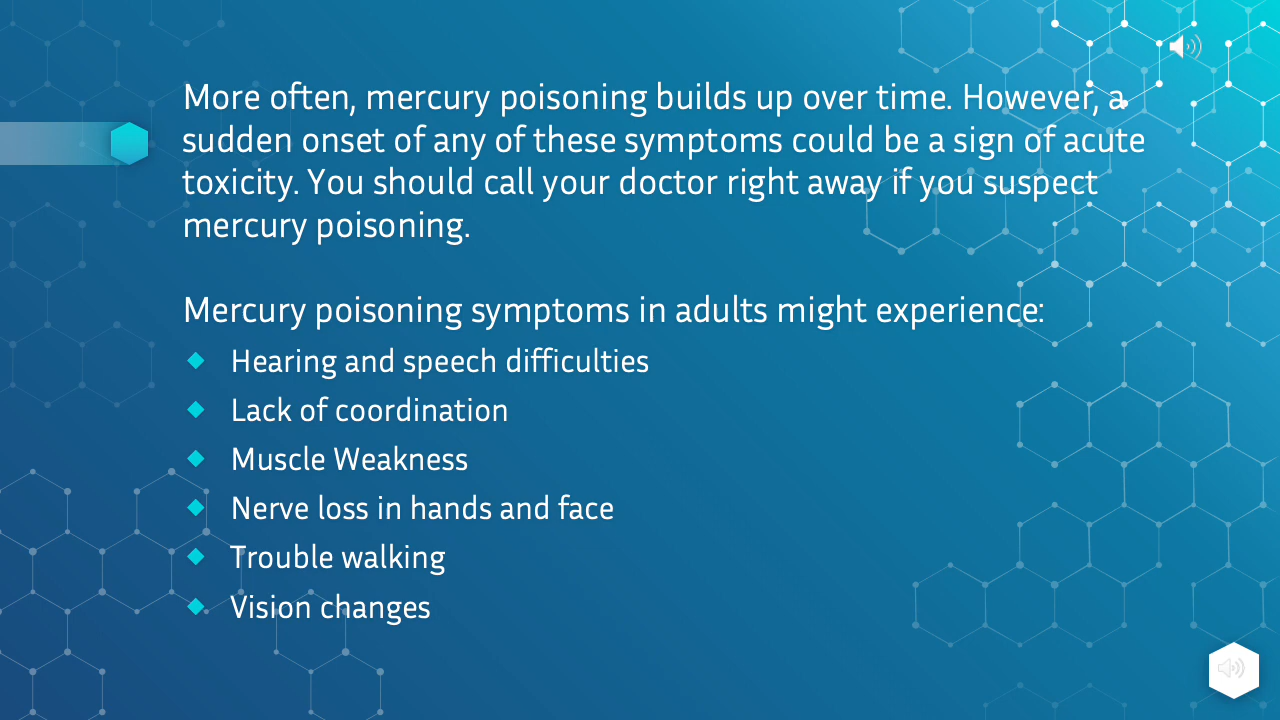 More often, mercury poisoning builds up over time. However, a
sudden onset of any of these symptoms could be a sign of acute
toxicity. You should call your doctor right away if you suspect
mercury poisoning.
Mercury poisoning symptoms in adults might experience:
Hearing and speech difficulties
Lack of coordination
Muscle Weakness
Nerve loss in hands and face
Trouble walking
Vision changes